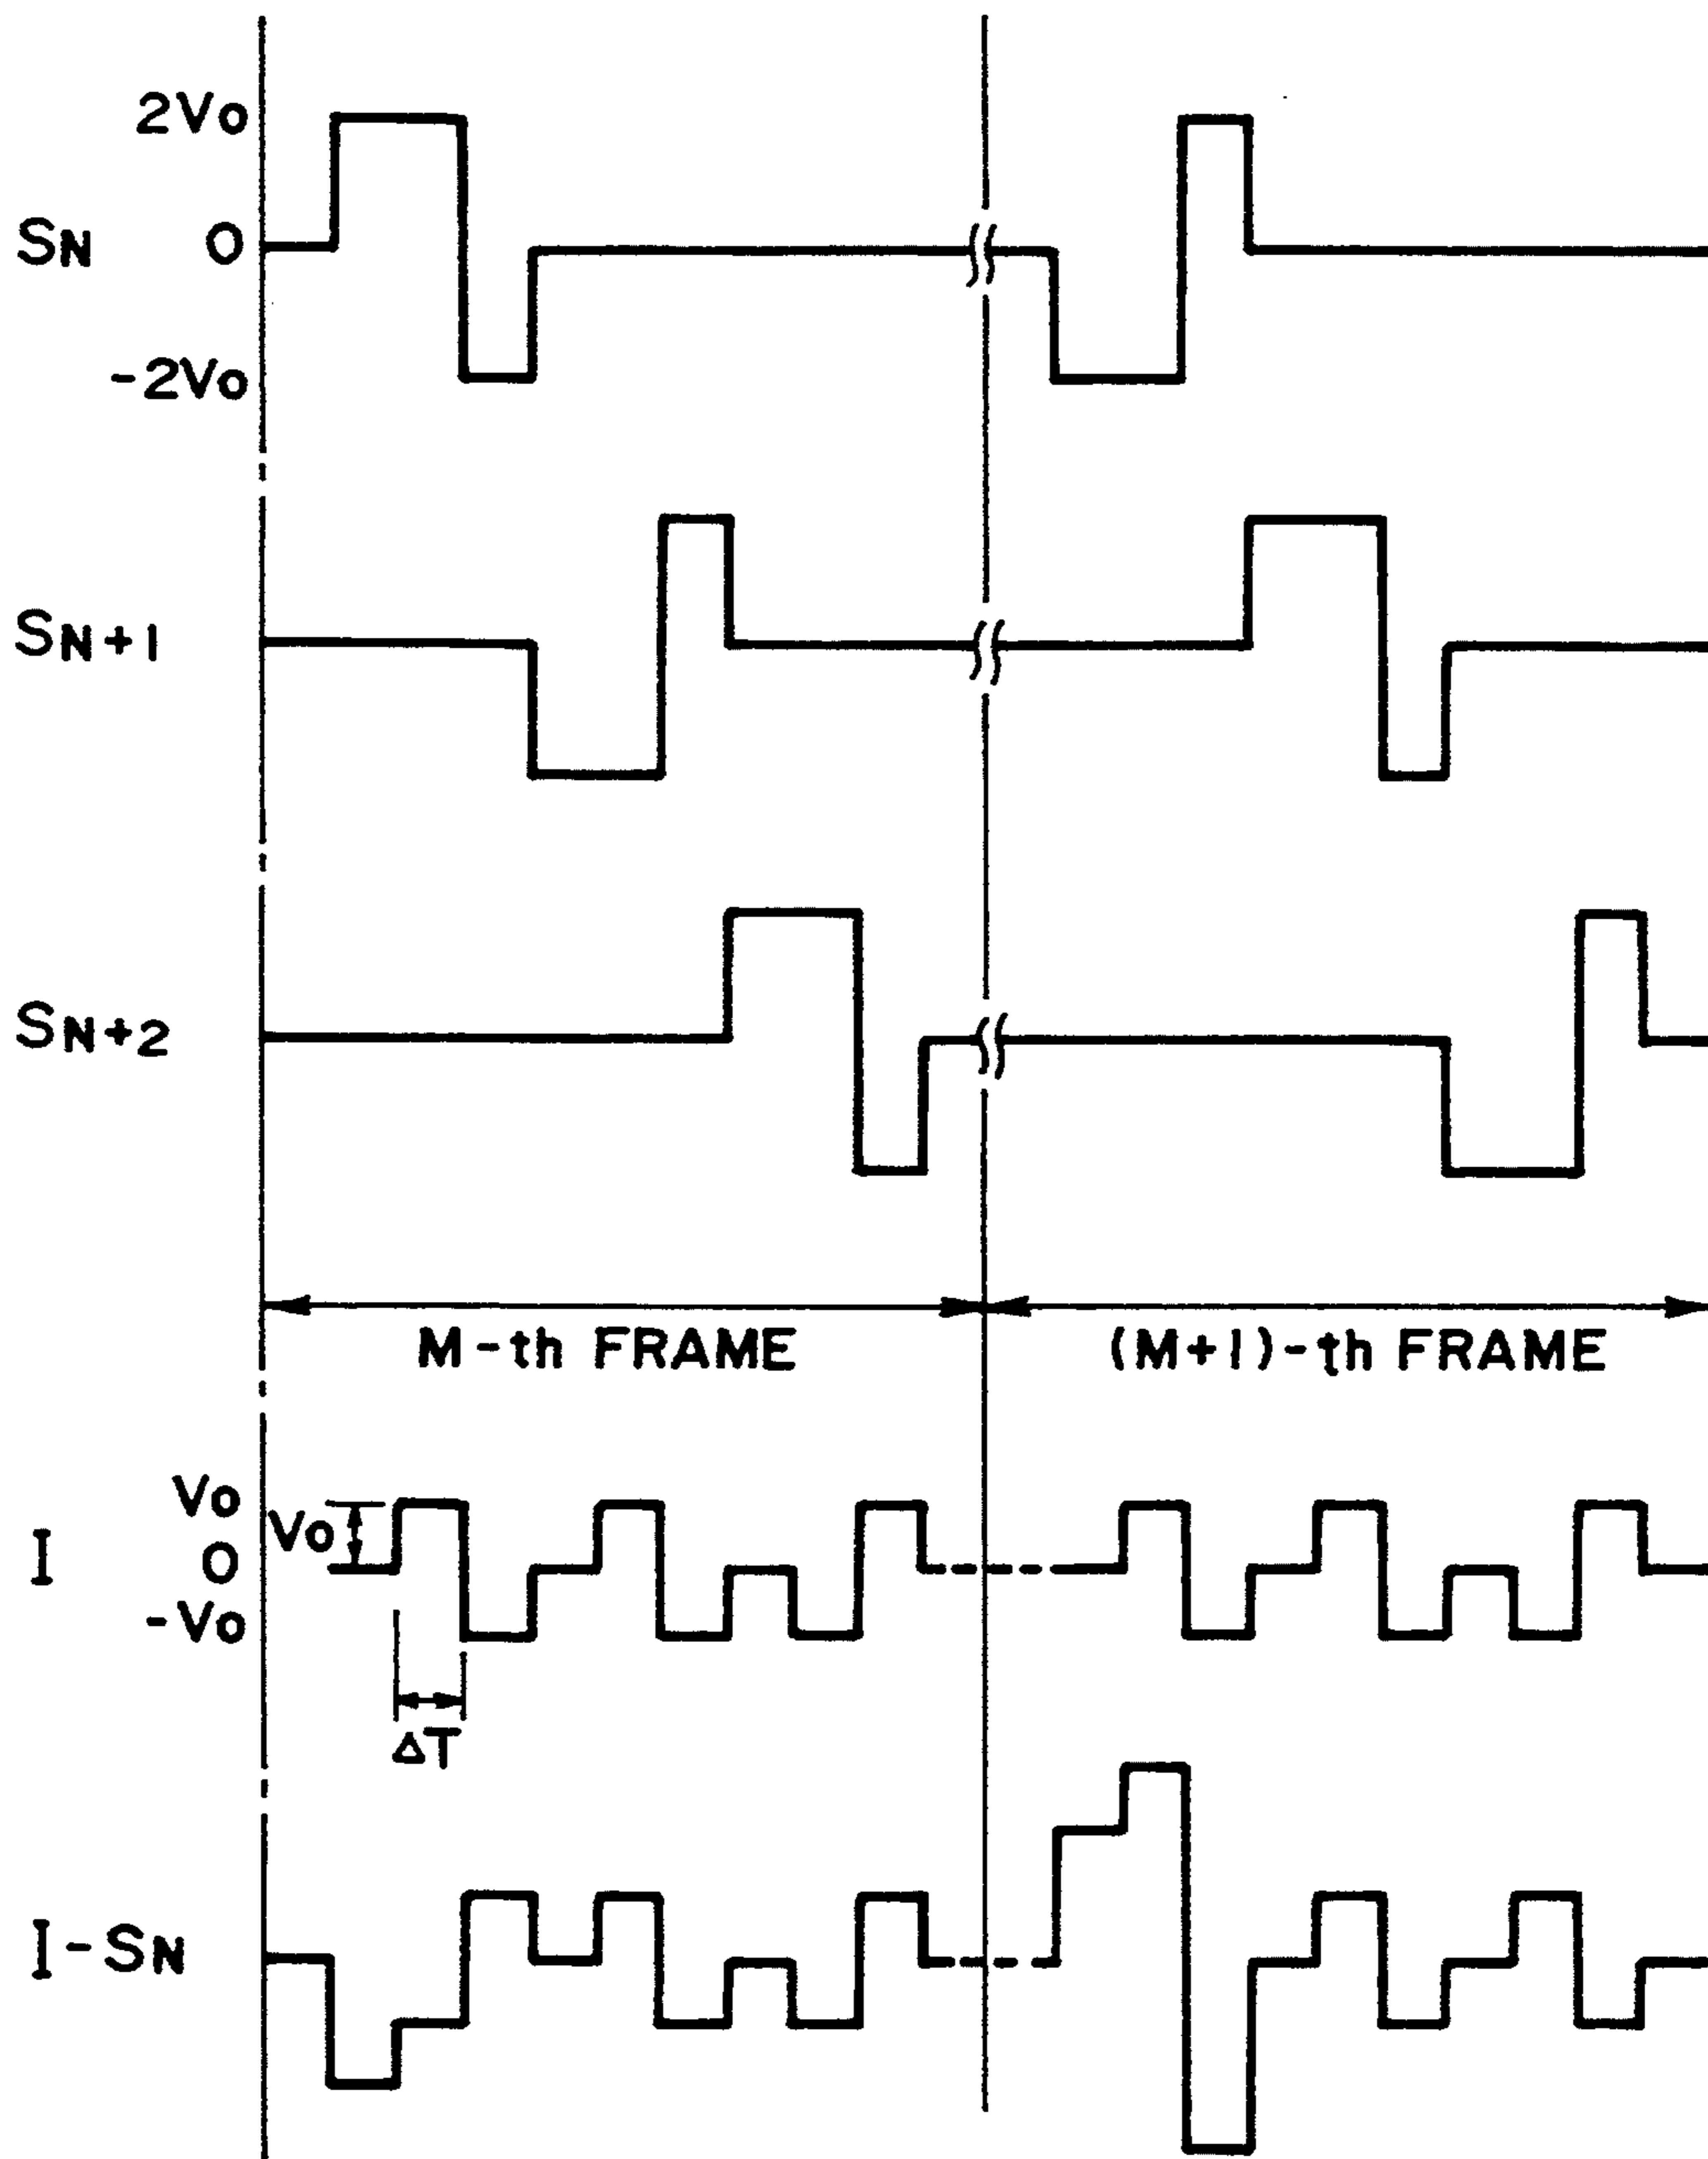 2Vo
SN 0
-2Vo
SN+1
SN+2
M-th FRAME (M+1)-th FRAME
Vo
Vo
I 0
-Vo
ΔT
I-SN